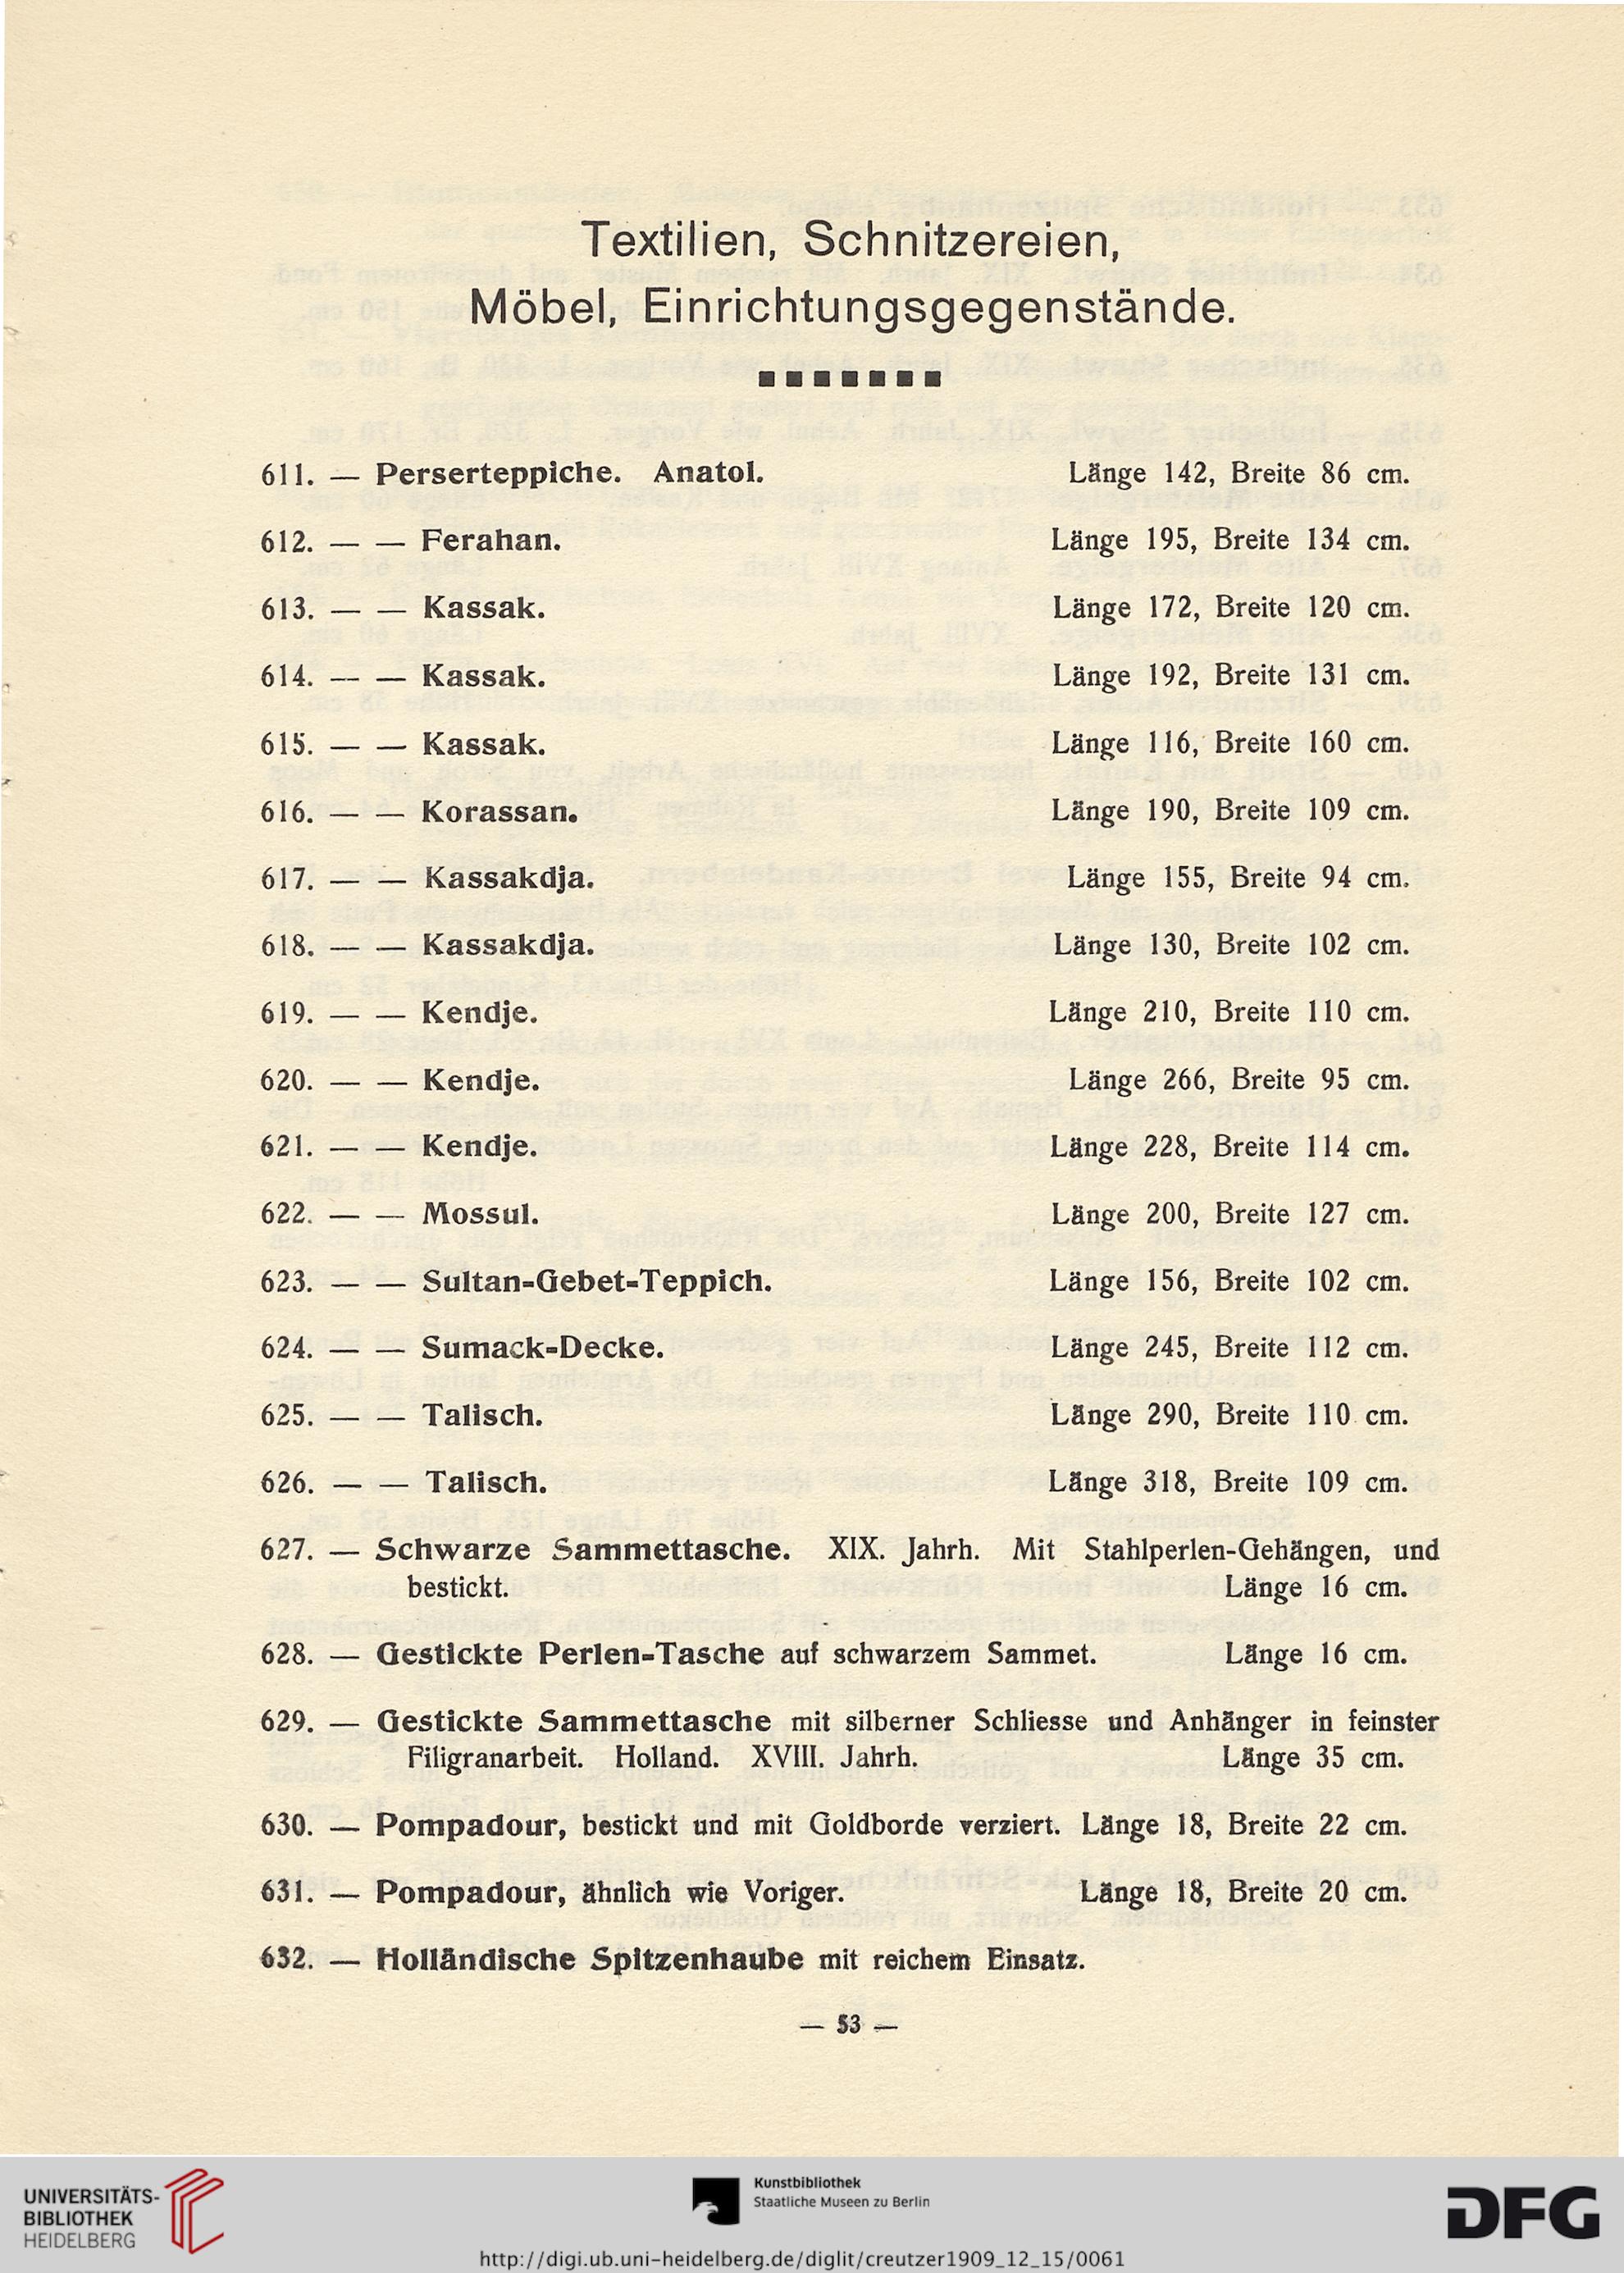 Textilien, Schnitzereien,
Möbel, Einrichtungsgegenstände.
611. — Perserteppiche. Anatol. Länge 142, Breite 86 cm.
612. — — Ferahan. Länge 195, Breite 134 cm.
613. — — Kassak. Länge 172, Breite 120 cm.
614. — — Kassak. Länge 192, Breite 131 cm.
615. — — Kassak. Länge 116, Breite 160 cm.
616. — — Korassan. Länge 190, Breite 109 cm.
617. — — Kassakdja. Länge 155, Breite 94 cm.
618. — — Kassakdja. Länge 130, Breite 102 cm.
619. — — Kendje. Länge 210, Breite 110 cm.
620. — — Kendje. Länge 266, Breite 95 cm.
621. — — Kendje. Länge 228, Breite 114 cm.
622. — — Mossul. Länge 200, Breite 127 cm.
623. — — Sultan-Gebet-Teppich. Länge 156, Breite 102 cm.
624. — — Sumack-Decke. Länge 245, Breite 112 cm.
625. — — Talisch. Länge 290, Breite 110 cm.
626. — — Talisch. Länge 318, Breite 109 cm.
627. — Schwarze Sammettasche. XIX. Jahrh. Mit Stahlperlen-Gehängen, und
bestickt. Länge 16 cm.
628. — Gestickte Perlen-Tasche auf schwarzem Sammet. Länge 16 cm.
629. — Gestickte Sammettasche mit silberner Schliesse und Anhänger in feinster
Filigranarbeit. Holland. XVIII. Jahrh. Länge 35 cm.
630. — Pompadour, bestickt und mit Goldborde verziert. Länge 18, Breite 22 cm.
631. — Pompadour, ähnlich wie Voriger. Länge 18, Breite 20 cm.
632. — Holländische Spitzenhaube mit reichem Einsatz.
— 53 —
UNIVERSITÄTS-
BIBLIOTHEK
HEIDELBERG
Kunstbibliothek
Staatliche Museen zu Berlin
DFG
http://digi.ub.uni-heidelberg.de/diglit/creutzer1909_12_15/0061